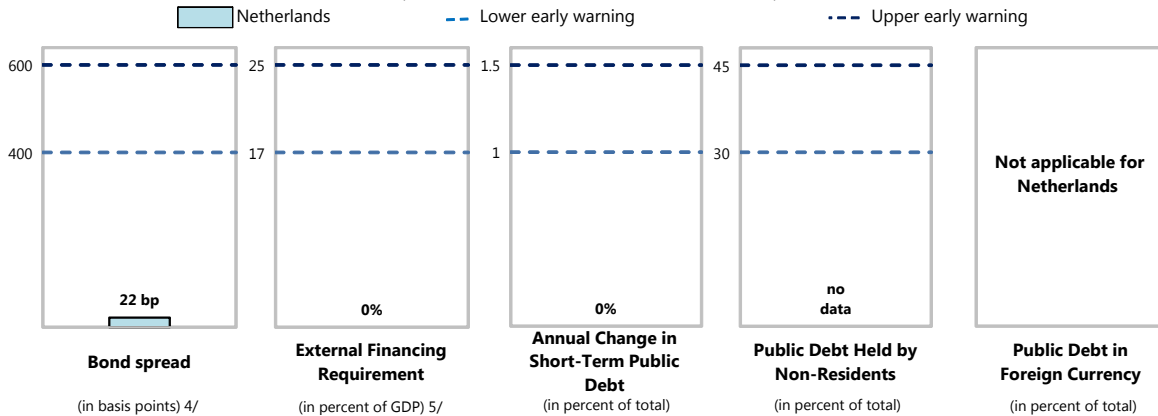 Netherlands Lower early warning Upper early warning
600
400
22 bp
Bond spread
(in basis points) 4/
25
17
0%
External Financing
Requirement
(in percent of GDP) 5/
1.5
1
0%
Annual Change in
Short-Term Public
Debt
(in percent of total)
45
30
no
data
Public Debt Held by
Non-Residents
(in percent of total)
Not applicable for
Netherlands
Public Debt in
Foreign Currency
(in percent of total)